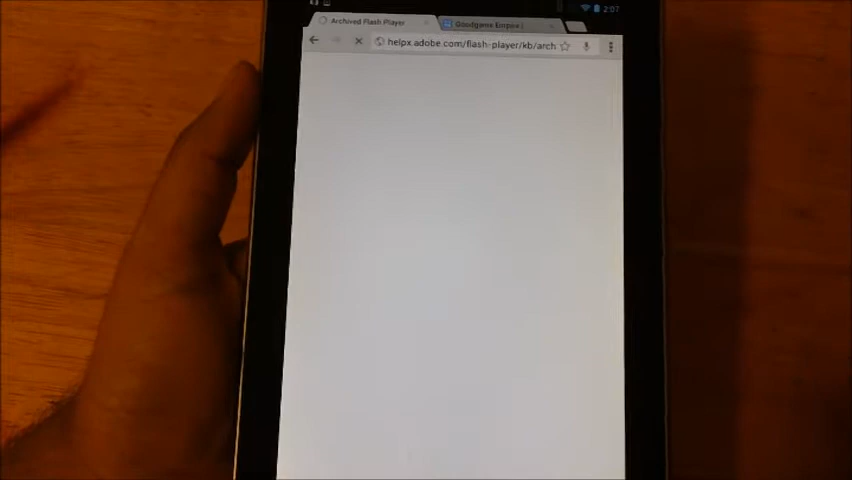 2:07
Archived Flash Player
Goodgame Empire |
helpx.adobe.com/flash-player/kb/arch